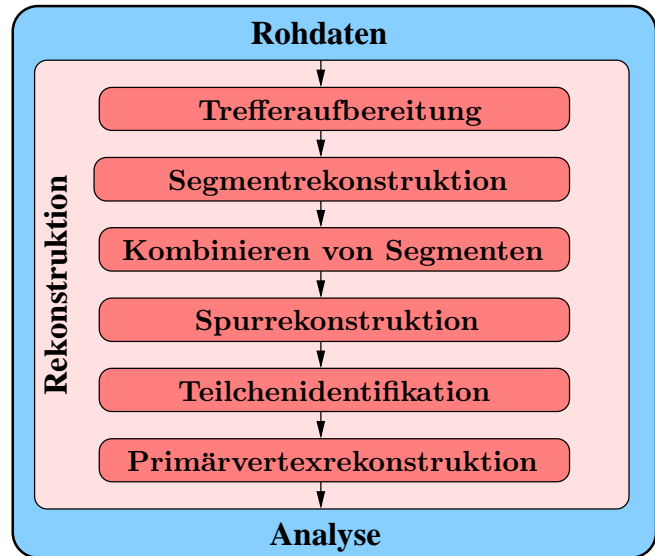 Rohdaten
Rekonstruktion
Trefferaufbereitung
Segmentrekonstruktion
Kombinieren von Segmenten
Spurrekonstruktion
Teilchenidentifikation
Primärvertexrekonstruktion
Analyse